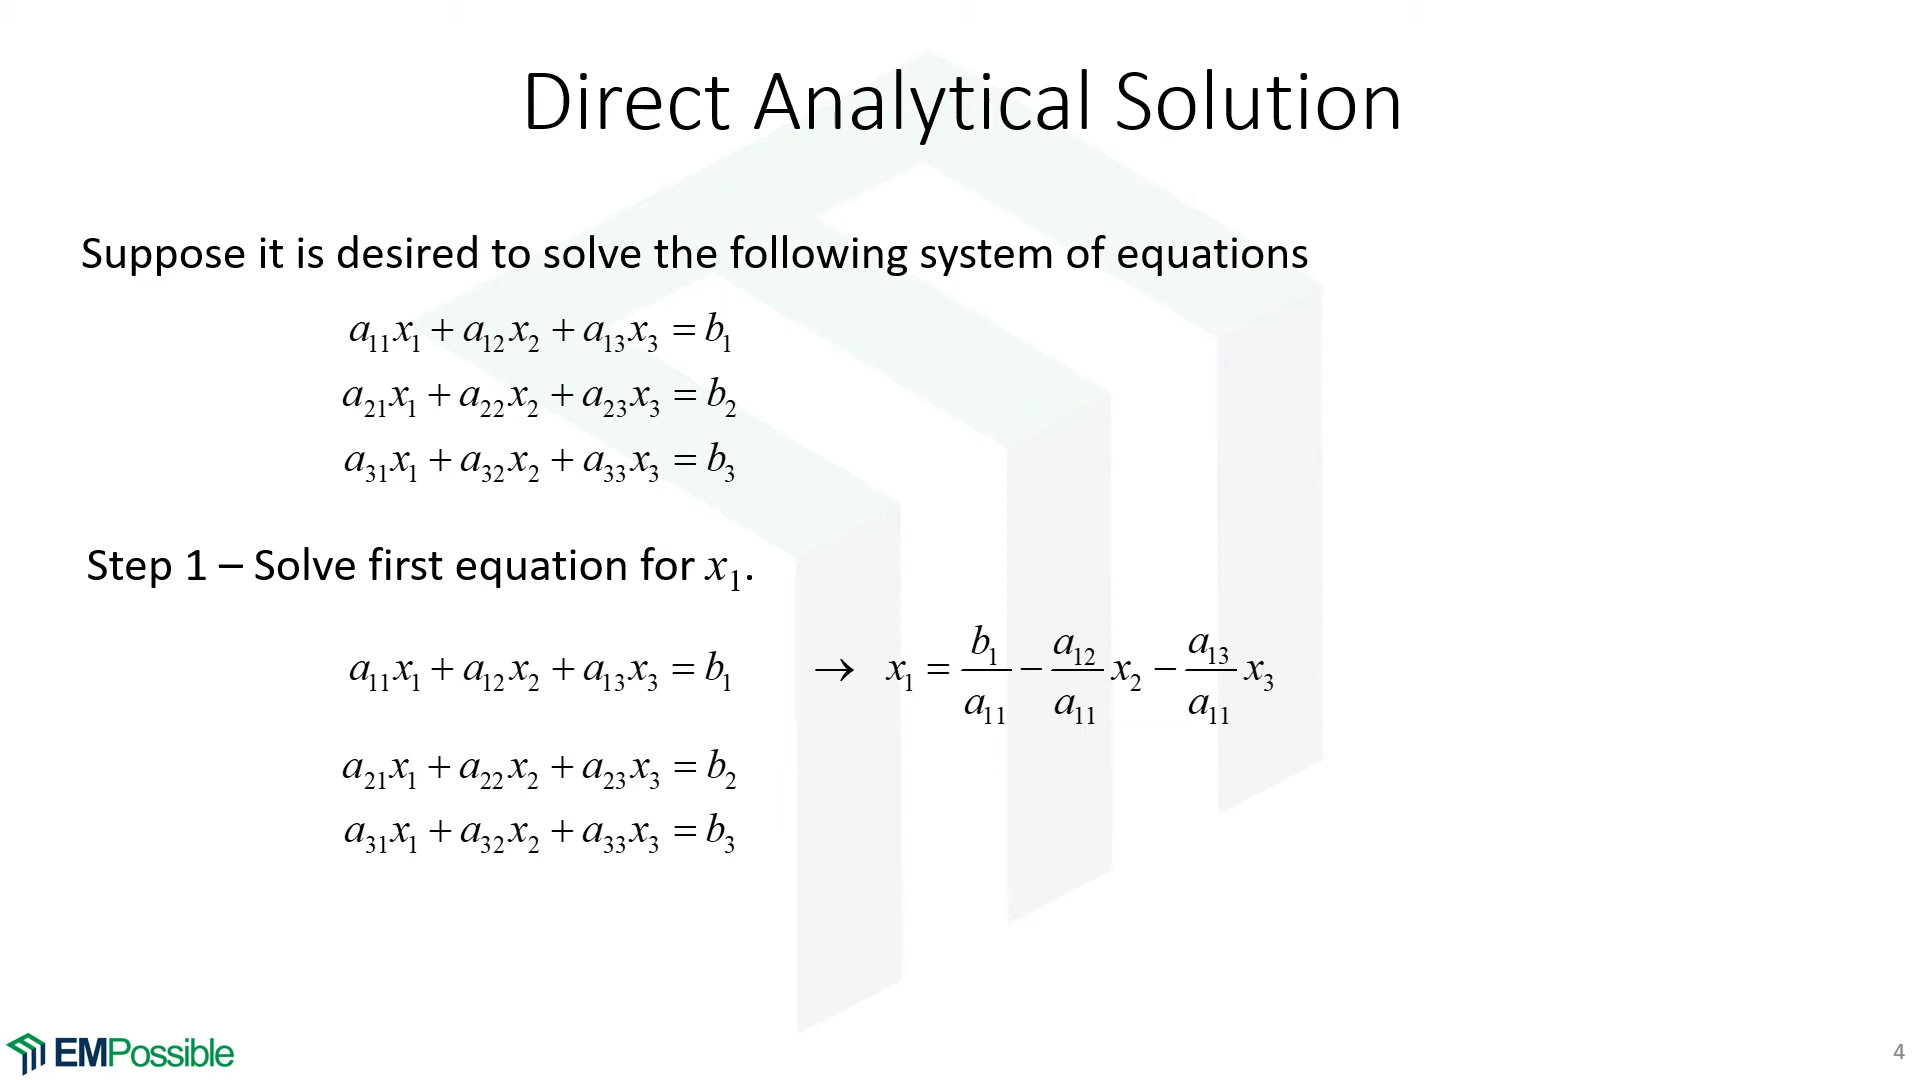 Direct Analytical Solution
Suppose it is desired to solve the following system of equations
a₁₁x₁ + a₁₂x₂ + a₁₃x₃ = b₁
a₂₁x₁ + a₂₂x₂ + a₂₃x₃ = b₂
a₃₁x₁ + a₃₂x₂ + a₃₃x₃ = b₃
Step 1 – Solve first equation for x₁.
a₁₁x₁ + a₁₂x₂ + a₁₃x₃ = b₁ → x₁ = b₁/a₁₁ − a₁₂/a₁₁ x₂ − a₁₃/a₁₁ x₃
a₂₁x₁ + a₂₂x₂ + a₂₃x₃ = b₂
a₃₁x₁ + a₃₂x₂ + a₃₃x₃ = b₃
EMPossible
4